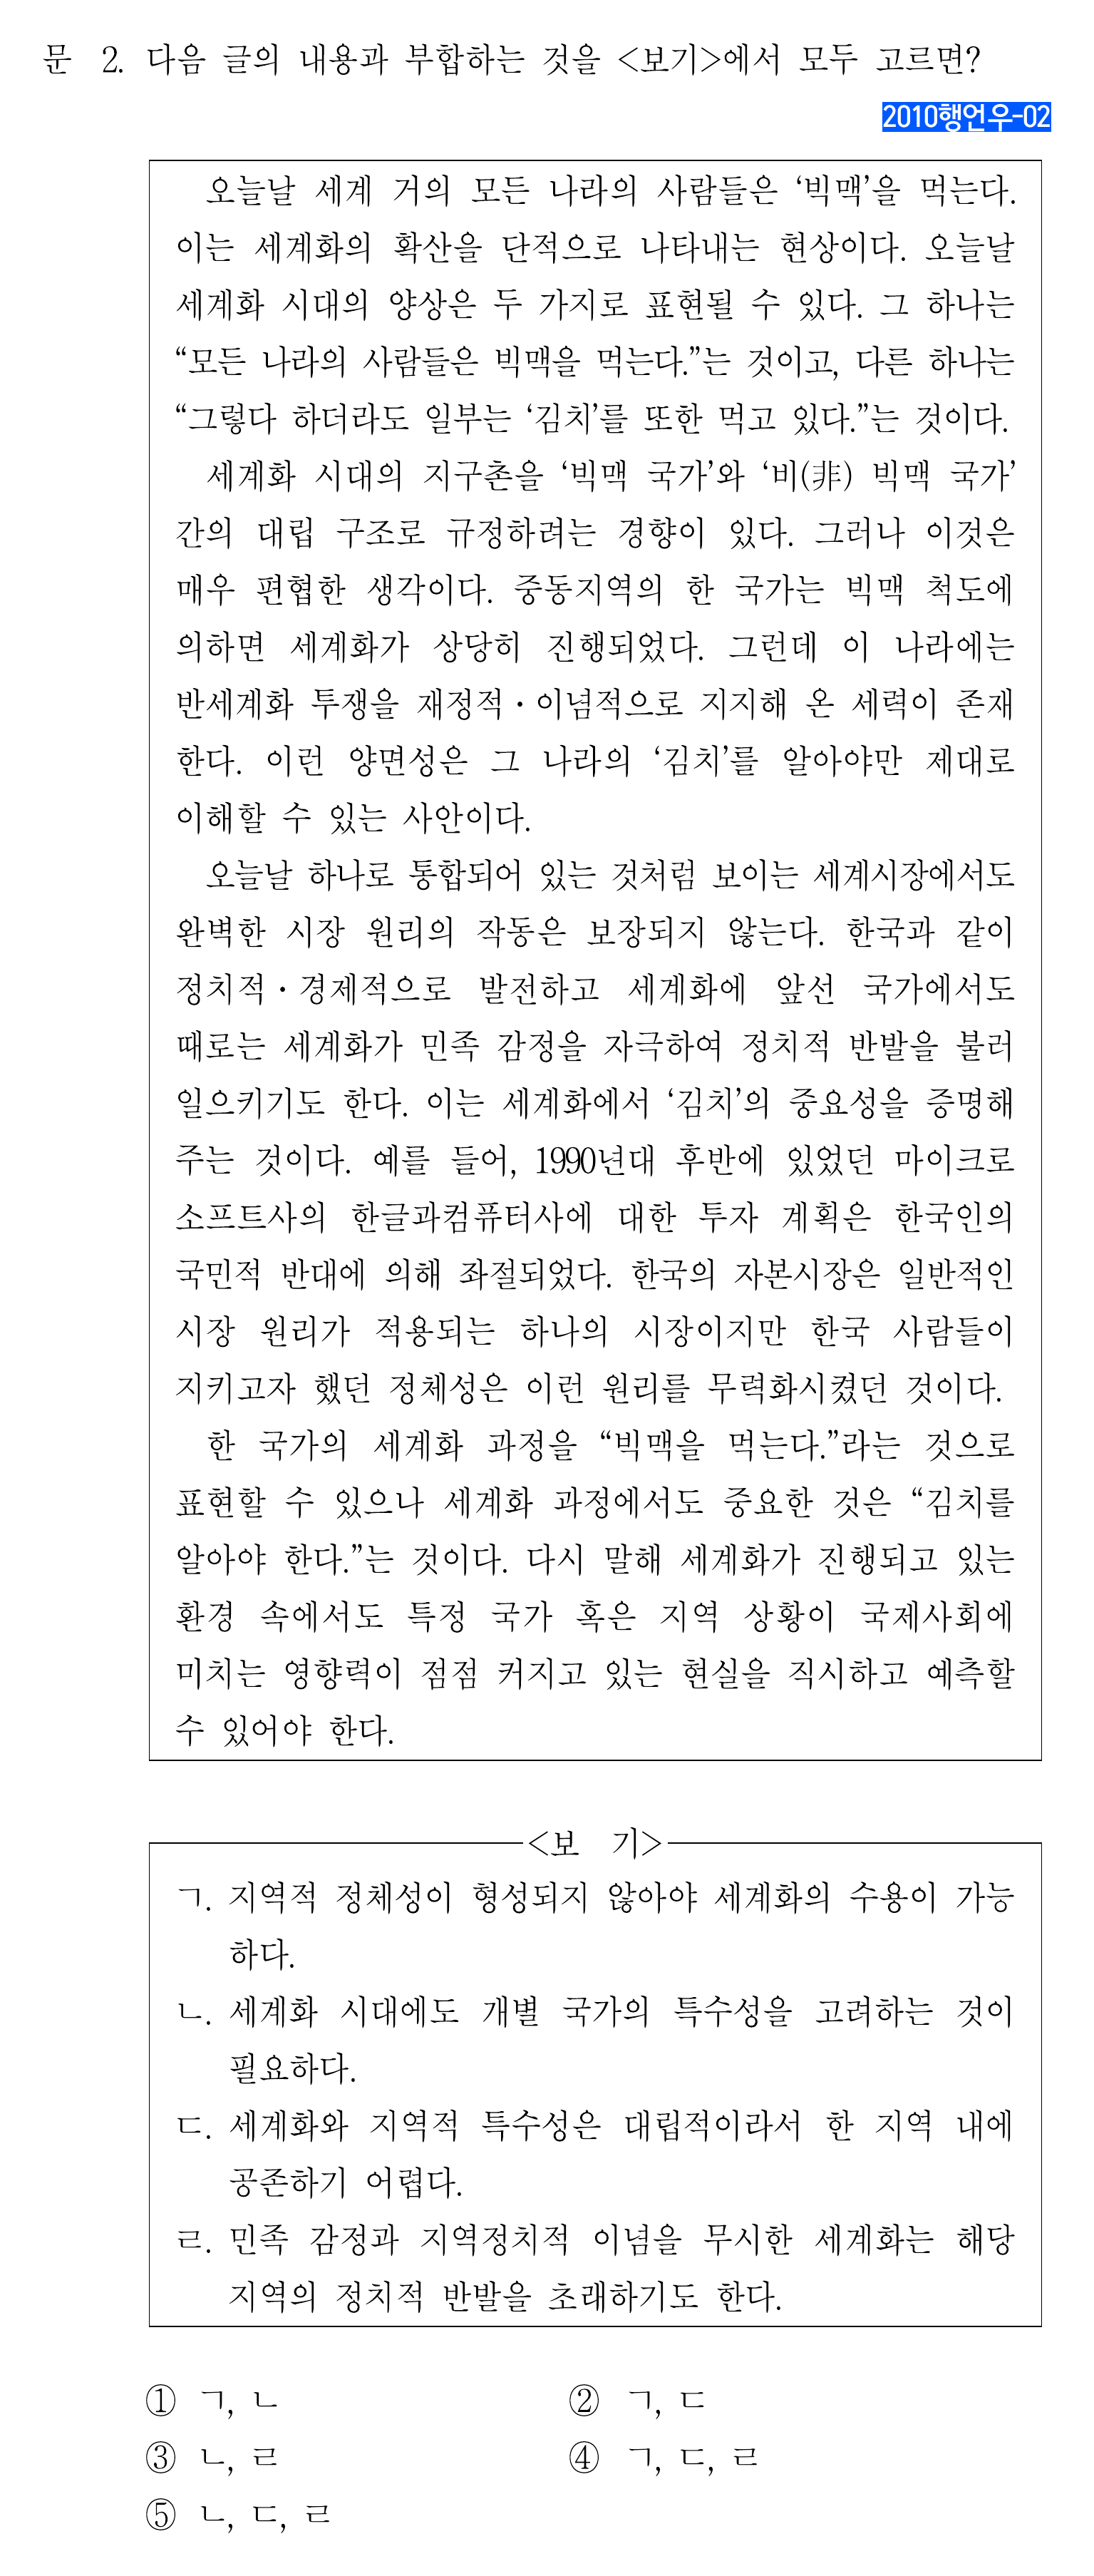 문 2. 다음 글의 내용과 부합하는 것을 <보기>에서 모두 고르면?
2010행언우-02
오늘날 세계 거의 모든 나라의 사람들은 ‘빅맥’을 먹는다.
이는 세계화의 확산을 단적으로 나타내는 현상이다. 오늘날
세계화 시대의 양상은 두 가지로 표현될 수 있다. 그 하나는
“모든 나라의 사람들은 빅맥을 먹는다.”는 것이고, 다른 하나는
“그렇다 하더라도 일부는 ‘김치’를 또한 먹고 있다.”는 것이다.
세계화 시대의 지구촌을 ‘빅맥 국가’와 ‘비(非) 빅맥 국가’
간의 대립 구조로 규정하려는 경향이 있다. 그러나 이것은
매우 편협한 생각이다. 중동지역의 한 국가는 빅맥 척도에
의하면 세계화가 상당히 진행되었다. 그런데 이 나라에는
반세계화 투쟁을 재정적・이념적으로 지지해 온 세력이 존재
한다. 이런 양면성은 그 나라의 ‘김치’를 알아야만 제대로
이해할 수 있는 사안이다.
오늘날 하나로 통합되어 있는 것처럼 보이는 세계시장에서도
완벽한 시장 원리의 작동은 보장되지 않는다. 한국과 같이
정치적・경제적으로 발전하고 세계화에 앞선 국가에서도
때로는 세계화가 민족 감정을 자극하여 정치적 반발을 불러
일으키기도 한다. 이는 세계화에서 ‘김치’의 중요성을 증명해
주는 것이다. 예를 들어, 1990년대 후반에 있었던 마이크로
소프트사의 한글과컴퓨터사에 대한 투자 계획은 한국인의
국민적 반대에 의해 좌절되었다. 한국의 자본시장은 일반적인
시장 원리가 적용되는 하나의 시장이지만 한국 사람들이
지키고자 했던 정체성은 이런 원리를 무력화시켰던 것이다.
한 국가의 세계화 과정을 “빅맥을 먹는다.”라는 것으로
표현할 수 있으나 세계화 과정에서도 중요한 것은 “김치를
알아야 한다.”는 것이다. 다시 말해 세계화가 진행되고 있는
환경 속에서도 특정 국가 혹은 지역 상황이 국제사회에
미치는 영향력이 점점 커지고 있는 현실을 직시하고 예측할
수 있어야 한다.
<보 기>
ㄱ. 지역적 정체성이 형성되지 않아야 세계화의 수용이 가능
하다.
ㄴ. 세계화 시대에도 개별 국가의 특수성을 고려하는 것이
필요하다.
ㄷ. 세계화와 지역적 특수성은 대립적이라서 한 지역 내에
공존하기 어렵다.
ㄹ. 민족 감정과 지역정치적 이념을 무시한 세계화는 해당
지역의 정치적 반발을 초래하기도 한다.
① ㄱ, ㄴ ② ㄱ, ㄷ
③ ㄴ, ㄹ ④ ㄱ, ㄷ, ㄹ
⑤ ㄴ, ㄷ, ㄹ